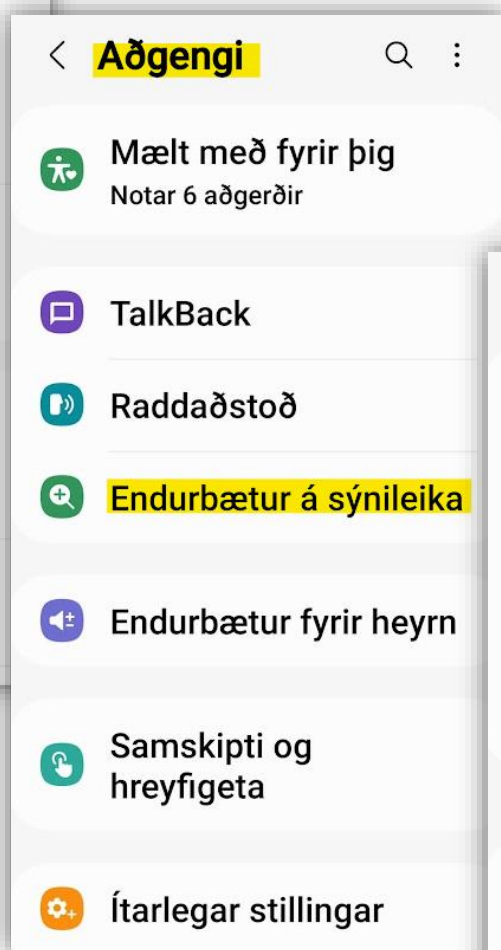 Aðgengi
Mælt með fyrir þig
Notar 6 aðgerðir
TalkBack
Raddaðstoð
Endurbætur á sýnileika
Endurbætur fyrir heyrn
Samskipti og
hreyfigeta
Ítarlegar stillingar